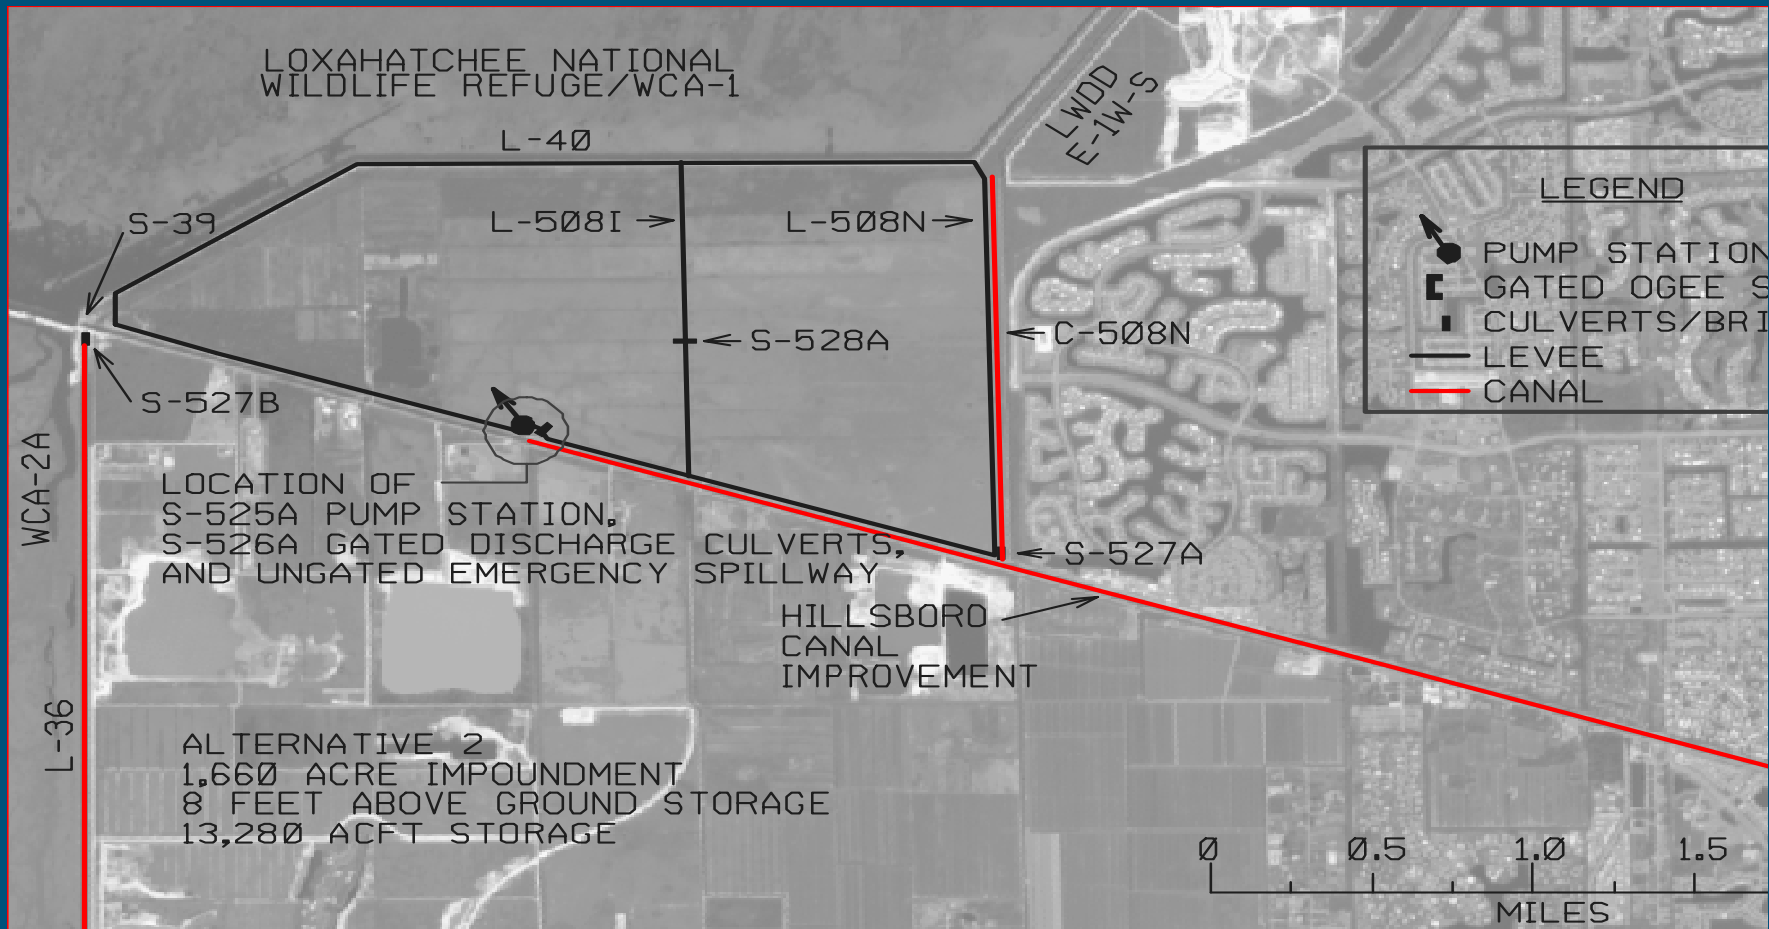 LOXAHATCHEE NATIONAL
WILDLIFE REFUGE/WCA-1
L-40
LWDD
E-1W-S
S-39
L-508I
L-508N
LEGEND
PUMP STATION
GATED OGEE S
CULVERTS/BRI
LEVEE
CANAL
S-528A
C-508N
S-527B
WCA-2A
LOCATION OF
S-525A PUMP STATION,
S-526A GATED DISCHARGE CULVERTS,
AND UNGATED EMERGENCY SPILLWAY
S-527A
HILLSBORO
CANAL
IMPROVEMENT
L-36
ALTERNATIVE 2
1,660 ACRE IMPOUNDMENT
8 FEET ABOVE GROUND STORAGE
13,280 ACFT STORAGE
0 0.5 1.0 1.5
MILES